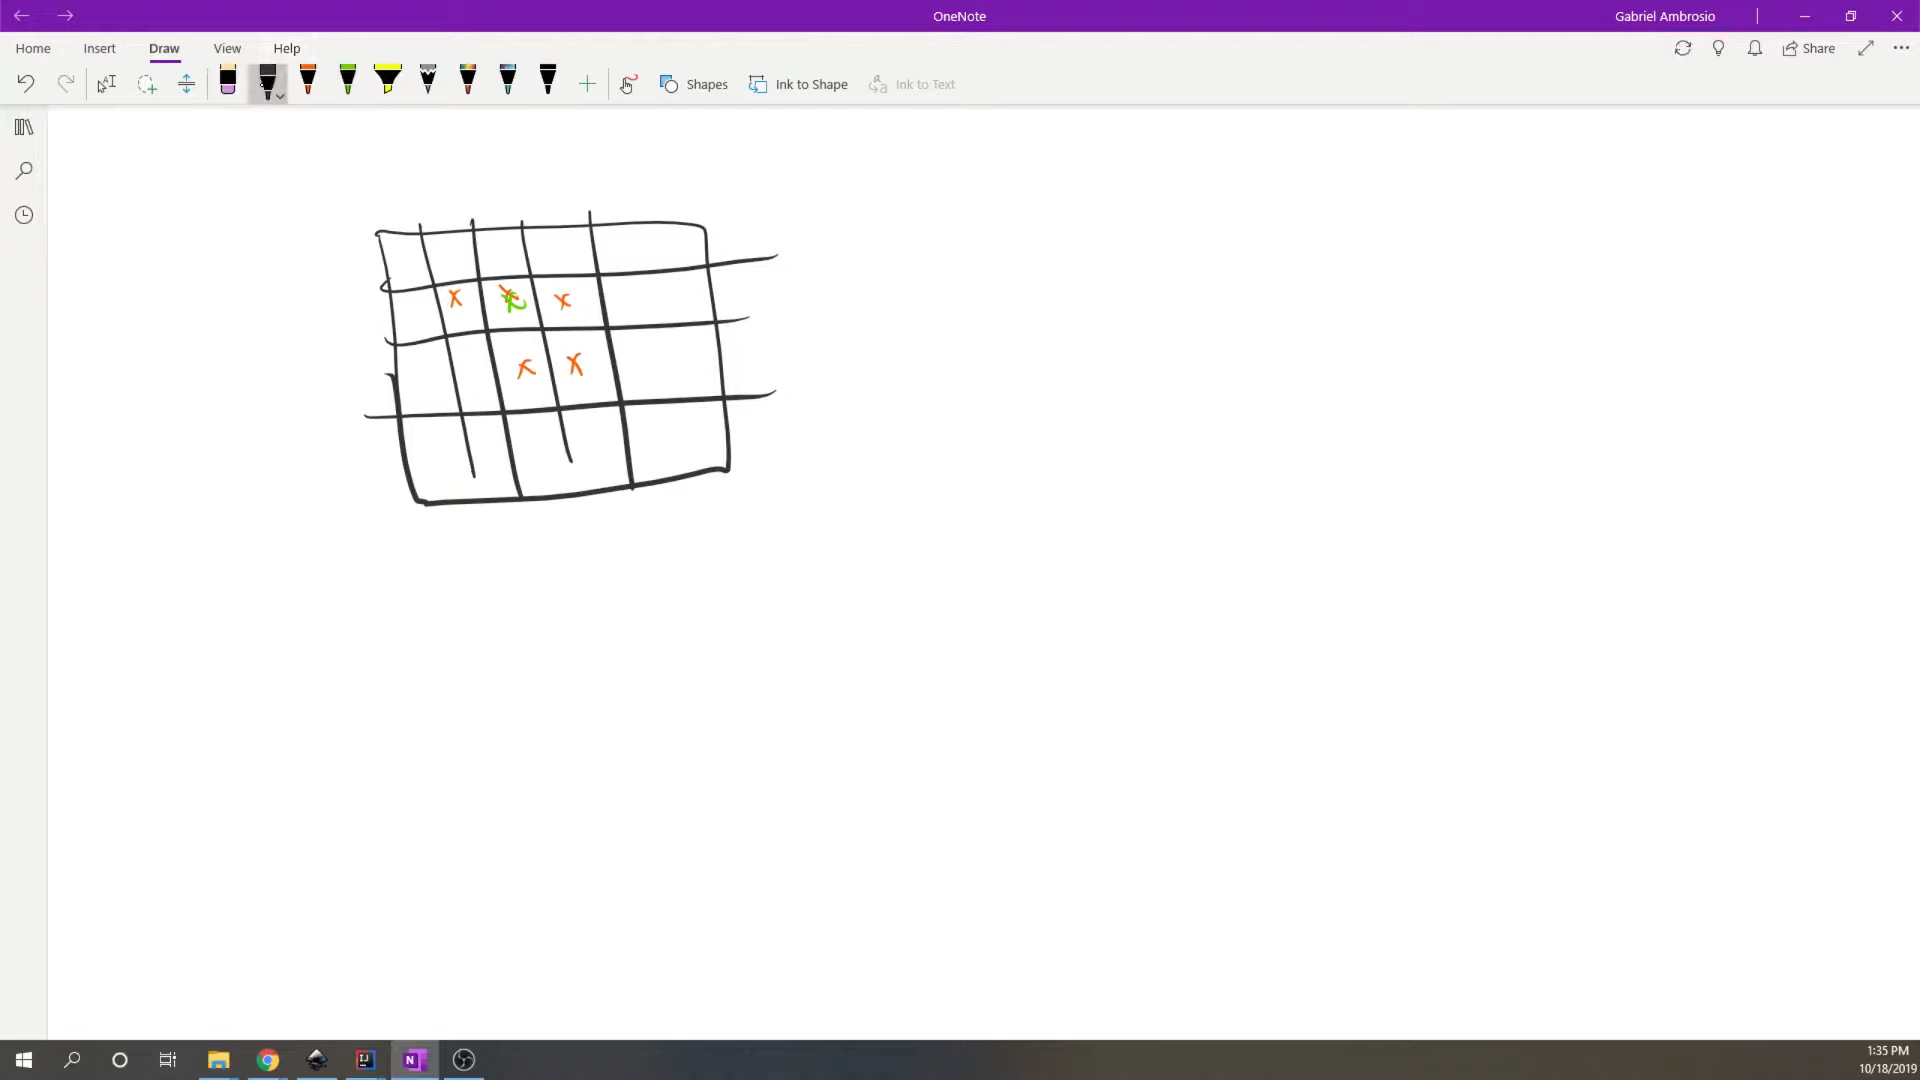 OneNote
Gabriel Ambrosio
Home Insert Draw View Help
Share
Shapes Ink to Shape Ink to Text
x x x
x x
1:35 PM
10/18/2019